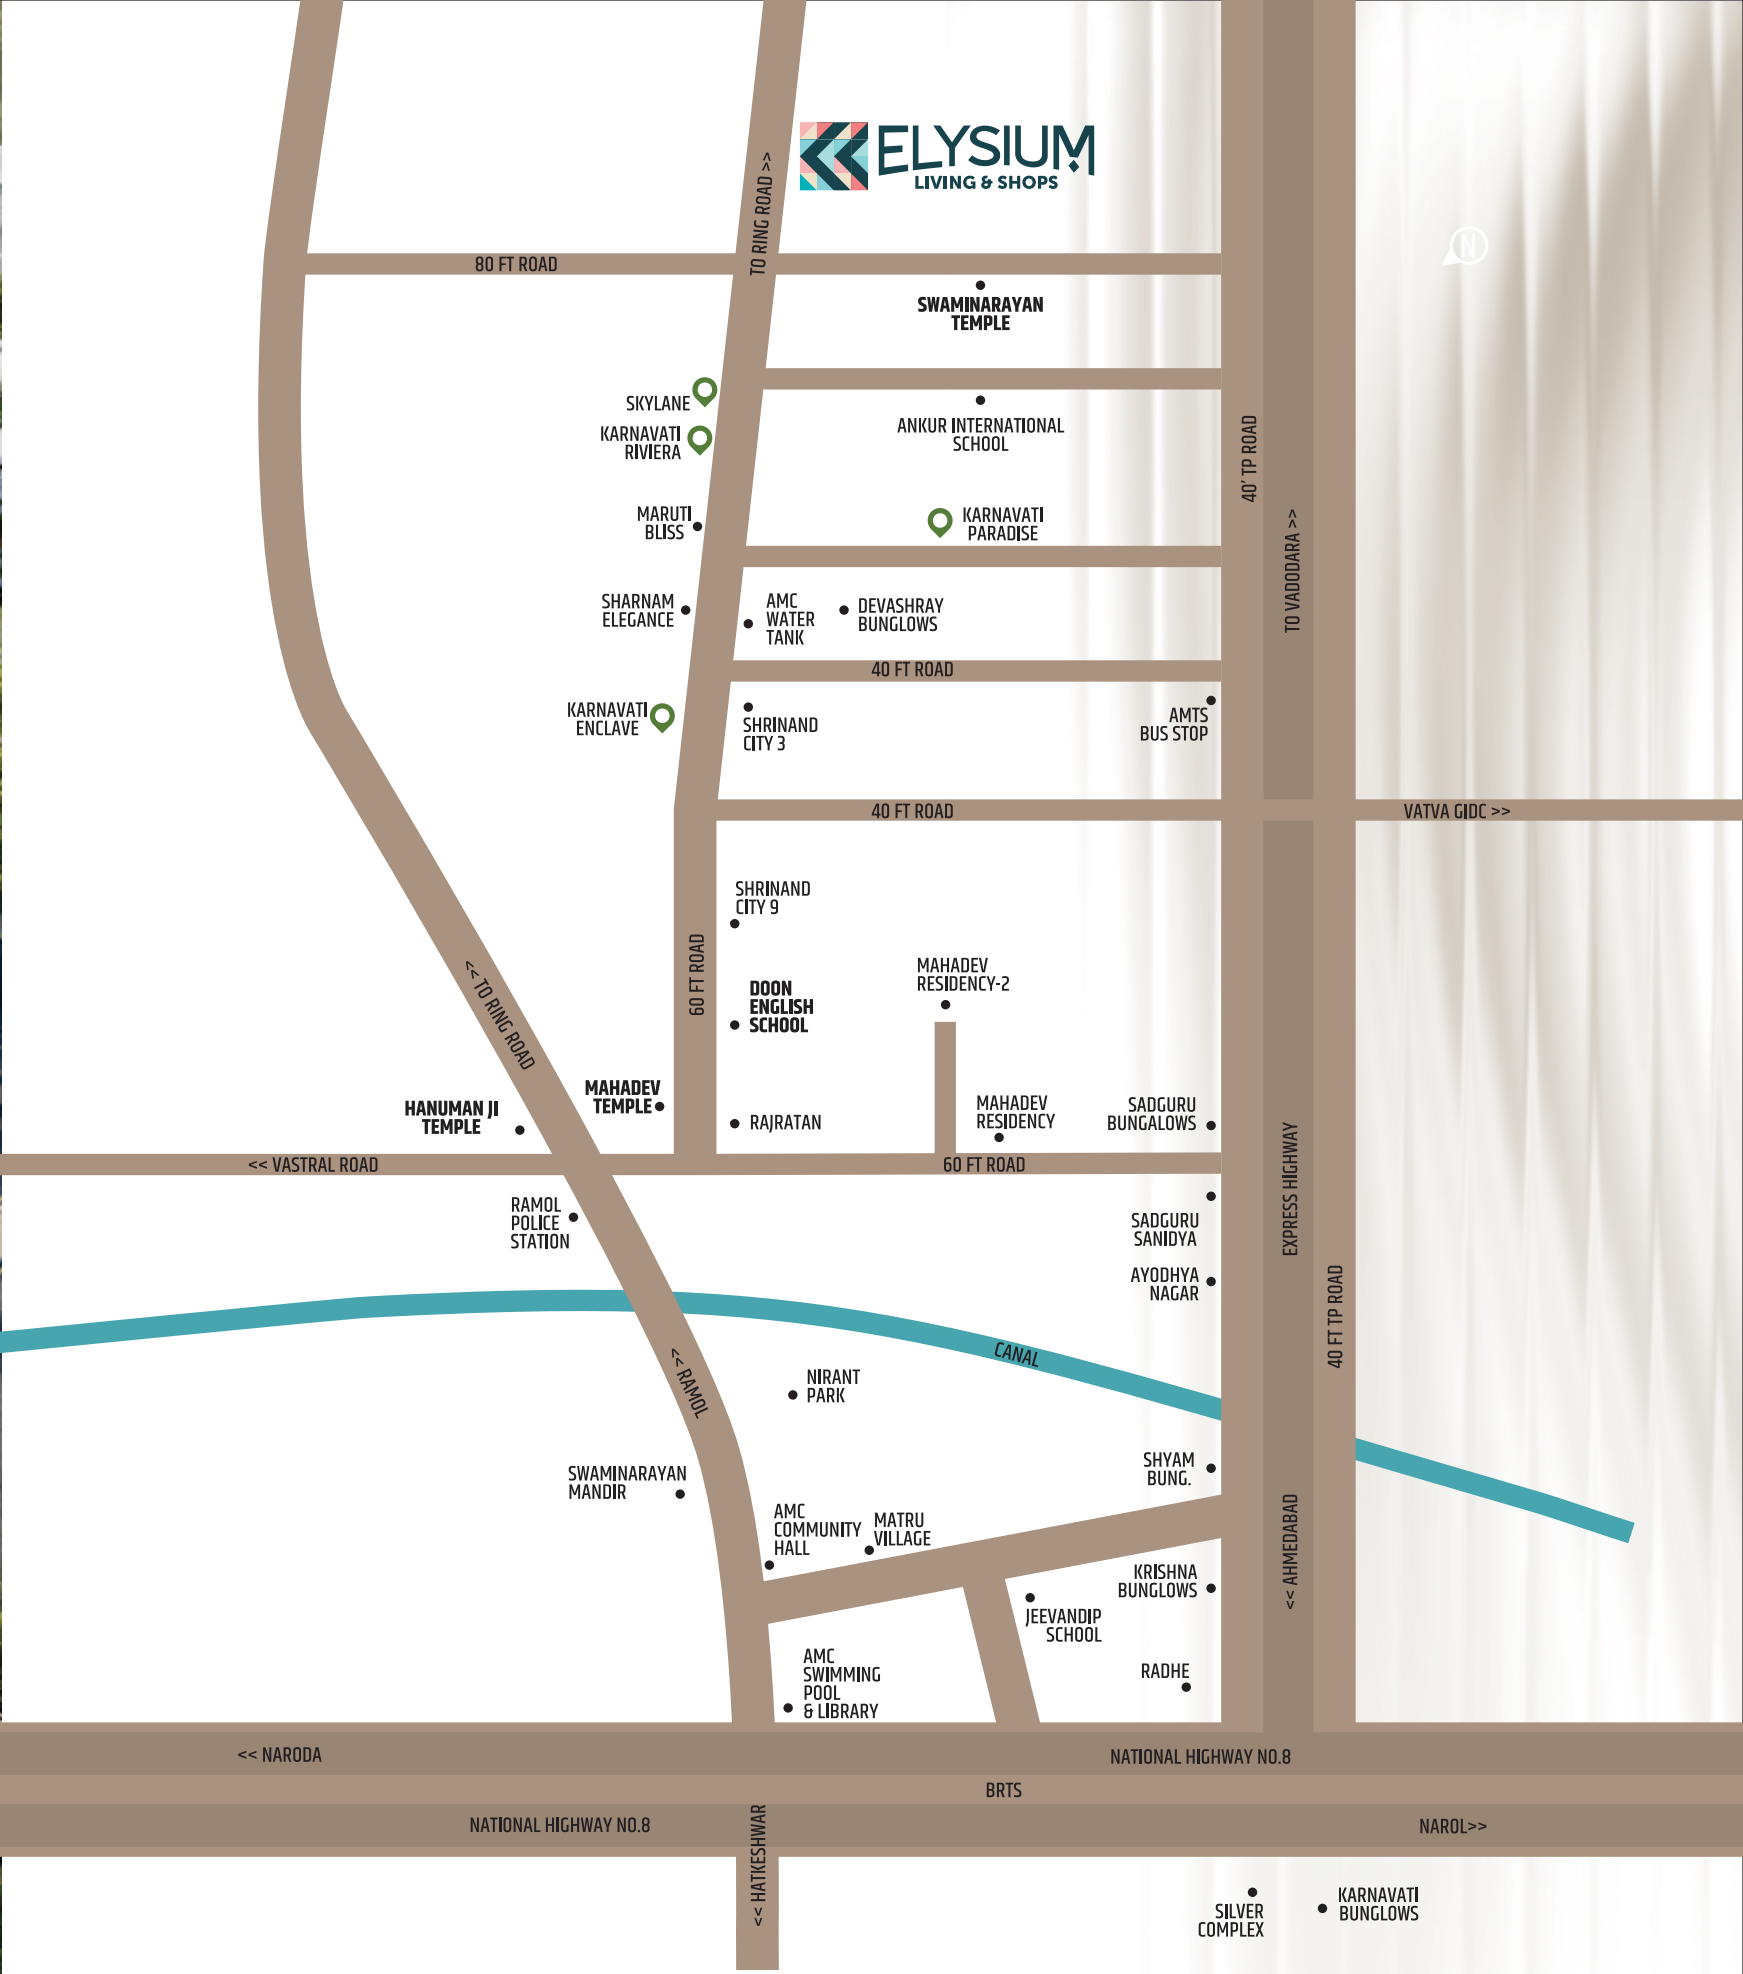 ELYSIUM
LIVING & SHOPS
TO RING ROAD >>
80 FT ROAD
N
SWAMINARAYAN
TEMPLE
SKYLANE
KARNAVATI
RIVIERA
ANKUR INTERNATIONAL
SCHOOL
40' TP ROAD
MARUTI
BLISS
KARNAVATI
PARADISE
TO VADODARA >>
SHARNAM
ELEGANCE
AMC
WATER
TANK
DEVASHRAY
BUNGLOWS
40 FT ROAD
KARNAVATI
ENCLAVE
SHRINAND
CITY 3
AMTS
BUS STOP
40 FT ROAD
VATVA GIDC >>
SHRINAND
CITY 9
60 FT ROAD
<< TO RING ROAD
DOON
ENGLISH
SCHOOL
MAHADEV
RESIDENCY-2
HANUMAN JI
TEMPLE
MAHADEV
TEMPLE
RAJRATAN
MAHADEV
RESIDENCY
SADGURU
BUNGALOWS
<< VASTRAL ROAD
60 FT ROAD
EXPRESS HIGHWAY
RAMOL
POLICE
STATION
SADGURU
SANIDYA
AYODHYA
NAGAR
40 FT TP ROAD
CANAL
<< RAMOL
NIRANT
PARK
SWAMINARAYAN
MANDIR
SHYAM
BUNG.
AMC
COMMUNITY
HALL
MATRU
VILLAGE
<< AHMEDABAD
KRISHNA
BUNGLOWS
JEEVANDIP
SCHOOL
AMC
SWIMMING
POOL
& LIBRARY
RADHE
<< NARODA
NATIONAL HIGHWAY NO.8
BRTS
NATIONAL HIGHWAY NO.8
NAROL>>
<< HATKESHWAR
SILVER
COMPLEX
KARNAVATI
BUNGLOWS